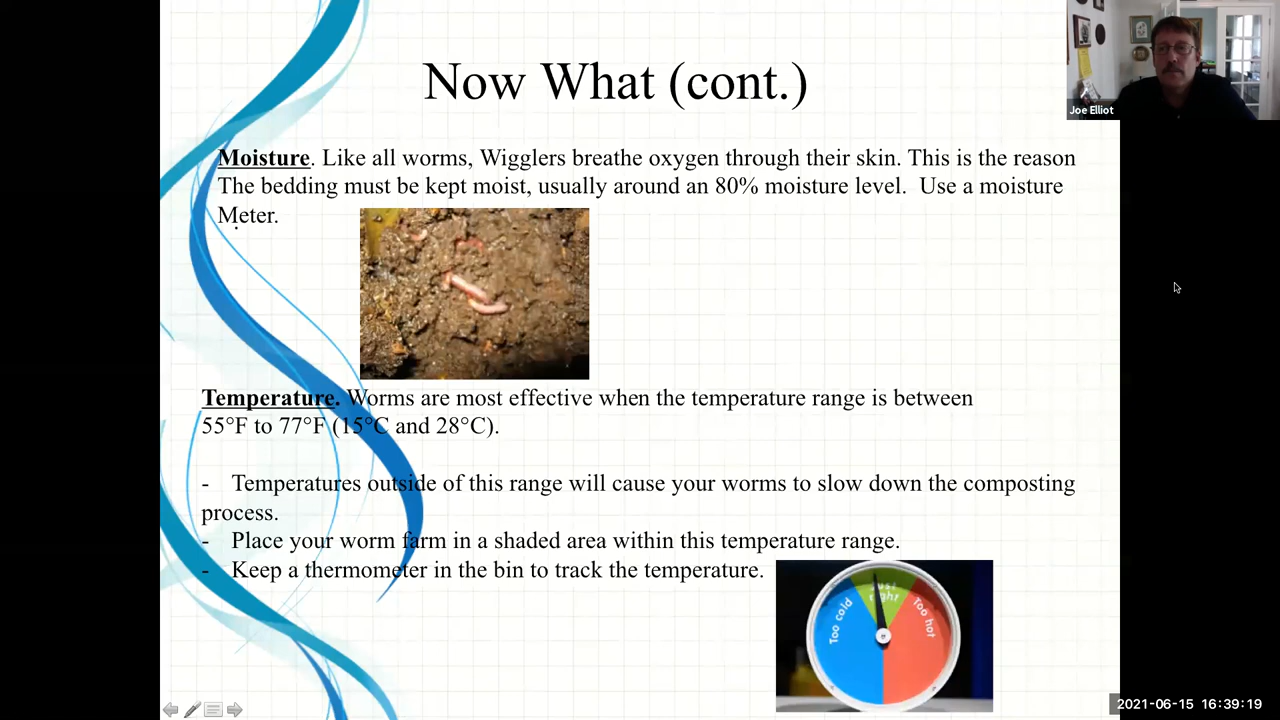 Now What (cont.)
Joe Elliot
Moisture. Like all worms, Wigglers breathe oxygen through their skin. This is the reason
The bedding must be kept moist, usually around an 80% moisture level.  Use a moisture
Meter.
Temperature. Worms are most effective when the temperature range is between
55°F to 77°F (15°C and 28°C).
-    Temperatures outside of this range will cause your worms to slow down the composting
process.
-    Place your worm farm in a shaded area within this temperature range.
-    Keep a thermometer in the bin to track the temperature.
Too cold
Just
right
Too hot
2021-06-15  16:39:19